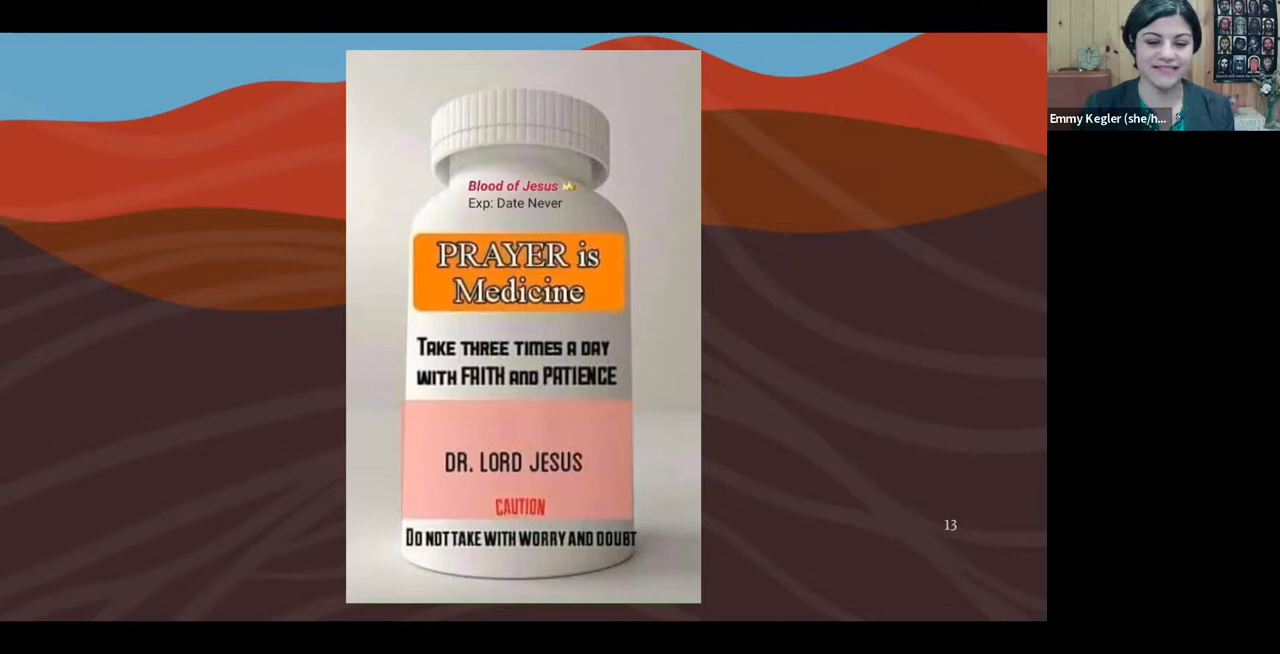 Blood of Jesus
Exp: Date Never
PRAYER is
Medicine
TAKE THREE TIMES A DAY
WITH FAITH AND PATIENCE
DR. LORD JESUS
CAUTION
DO NOT TAKE WITH WORRY AND DOUBT
13
Emmy Kegler (she/h...